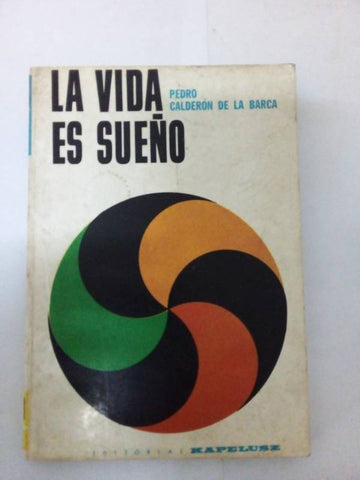 LA VIDA
PEDRO
CALDERÓN DE LA BARCA
ES SUEÑO
EDITORIAL KAPELUSZ